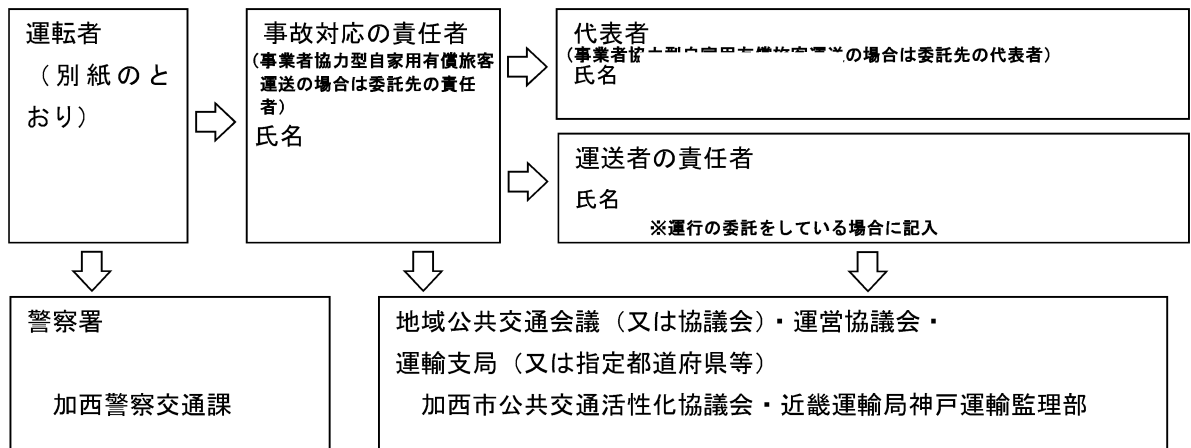 運転者
（別紙のと
おり）
事故対応の責任者
(事業者協力型自家用有償旅客
運送の場合は委託先の責任
者)
氏名
代表者
(事業者協 の場合は委託先の代表者)
氏名
運送者の責任者
氏名
※運行の委託をしている場合に記入
警察署
加西警察交通課
地域公共交通会議（又は協議会）・運営協議会・
運輸支局（又は指定都道府県等）
加西市公共交通活性化協議会・近畿運輸局神戸運輸監理部